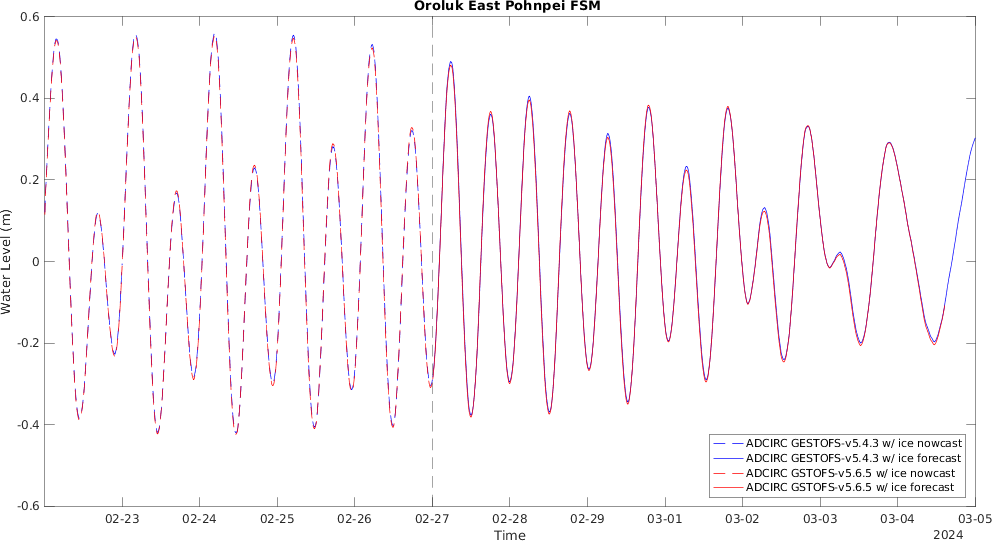 Oroluk East Pohnpei FSM
0.6
0.4
0.2
0
-0.2
-0.4
-0.6
Water Level (m)
02-23 02-24 02-25 02-26 02-27 02-28 02-29 03-01 03-02 03-03 03-04 03-05
Time
2024
ADCIRC GESTOFS-v5.4.3 w/ ice nowcast
ADCIRC GESTOFS-v5.4.3 w/ ice forecast
ADCIRC GSTOFS-v5.6.5 w/ ice nowcast
ADCIRC GSTOFS-v5.6.5 w/ ice forecast